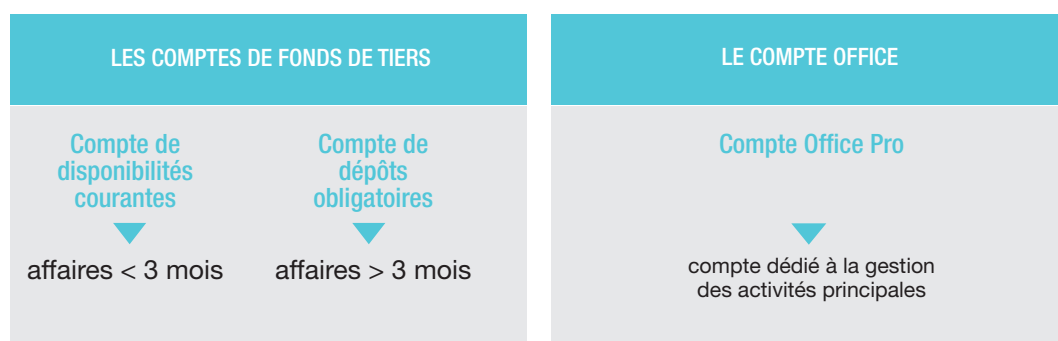 LES COMPTES DE FONDS DE TIERS
Compte de
disponibilités
courantes
affaires < 3 mois
Compte de
dépôts
obligatoires
affaires > 3 mois
LE COMPTE OFFICE
Compte Office Pro
compte dédié à la gestion
des activités principales